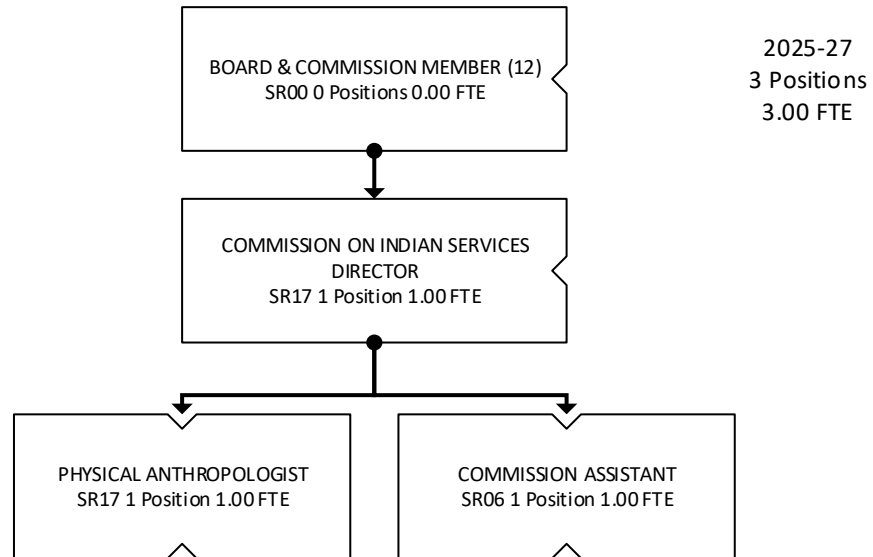 BOARD & COMMISSION MEMBER (12)
SR00 0 Positions 0.00 FTE
2025-27
3 Positions
3.00 FTE
COMMISSION ON INDIAN SERVICES
DIRECTOR
SR17 1 Position 1.00 FTE
PHYSICAL ANTHROPOLOGIST
SR17 1 Position 1.00 FTE
COMMISSION ASSISTANT
SR06 1 Position 1.00 FTE